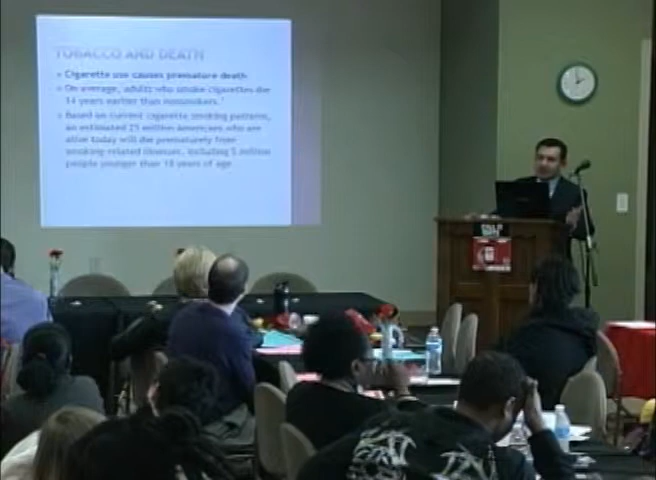 TOBACCO AND DEATH
Cigarette use causes premature death
On average, adults who smoke cigarettes die
14 years earlier than nonsmokers.¹
Based on current cigarette smoking patterns,
an estimated 25 million Americans who are
alive today will die prematurely from
smoking-related illnesses, including 5 million
people younger than 18 years of age